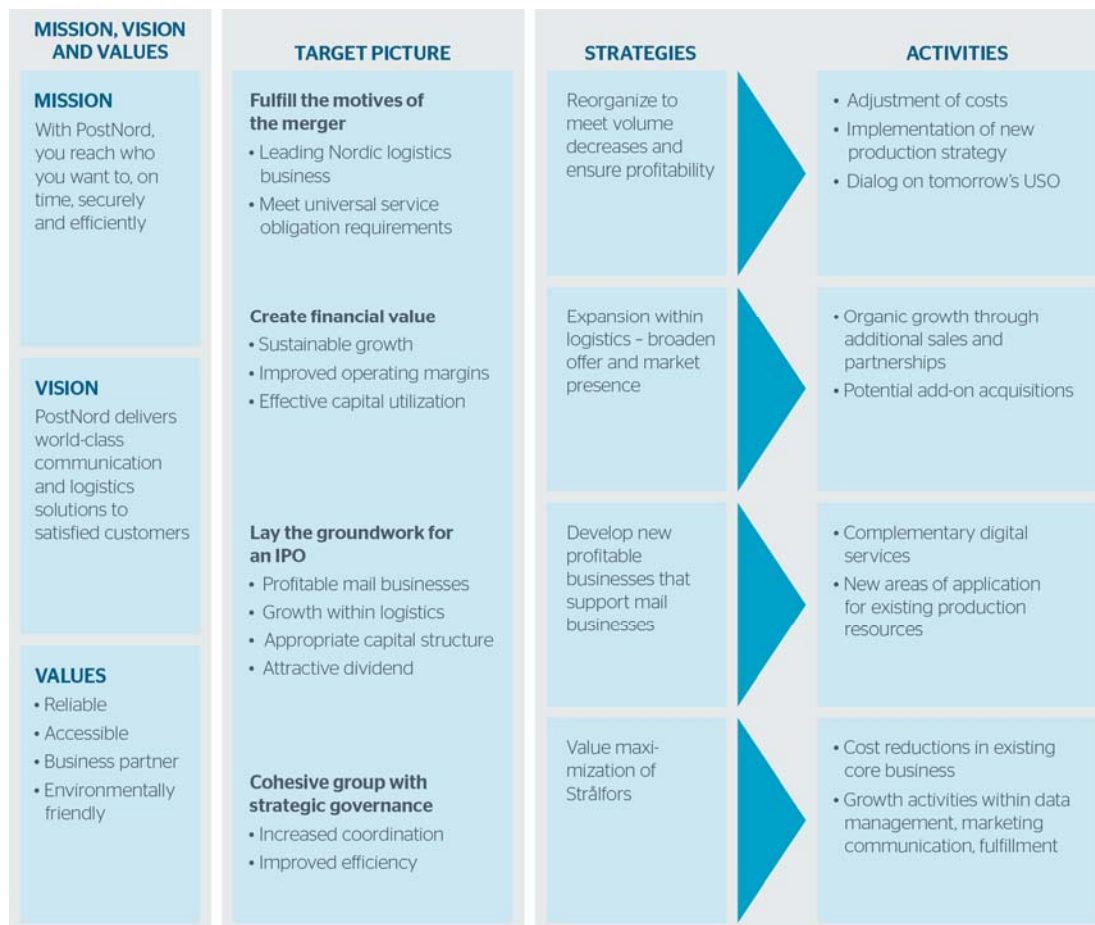 MISSION, VISION
AND VALUES
MISSION
With PostNord,
you reach who
you want to, on
time, securely
and efficiently
VISION
PostNord delivers
world-class
communication
and logistics
solutions to
satisfied customers
VALUES
• Reliable
• Accessible
• Business partner
• Environmentally
friendly
TARGET PICTURE
Fulfill the motives of
the merger
• Leading Nordic logistics
business
• Meet universal service
obligation requirements
Create financial value
• Sustainable growth
• Improved operating margins
• Effective capital utilization
Lay the groundwork for
an IPO
• Profitable mail businesses
• Growth within logistics
• Appropriate capital structure
• Attractive dividend
Cohesive group with
strategic governance
• Increased coordination
• Improved efficiency
STRATEGIES
Reorganize to
meet volume
decreases and
ensure profitability
Expansion within
logistics – broaden
offer and market
presence
Develop new
profitable
businesses that
support mail
businesses
Value maxi-
mization of
Strålfors
ACTIVITIES
• Adjustment of costs
• Implementation of new
production strategy
• Dialog on tomorrow's USO
• Organic growth through
additional sales and
partnerships
• Potential add-on acquisitions
• Complementary digital
services
• New areas of application
for existing production
resources
• Cost reductions in existing
core business
• Growth activities within data
management, marketing
communication, fulfillment